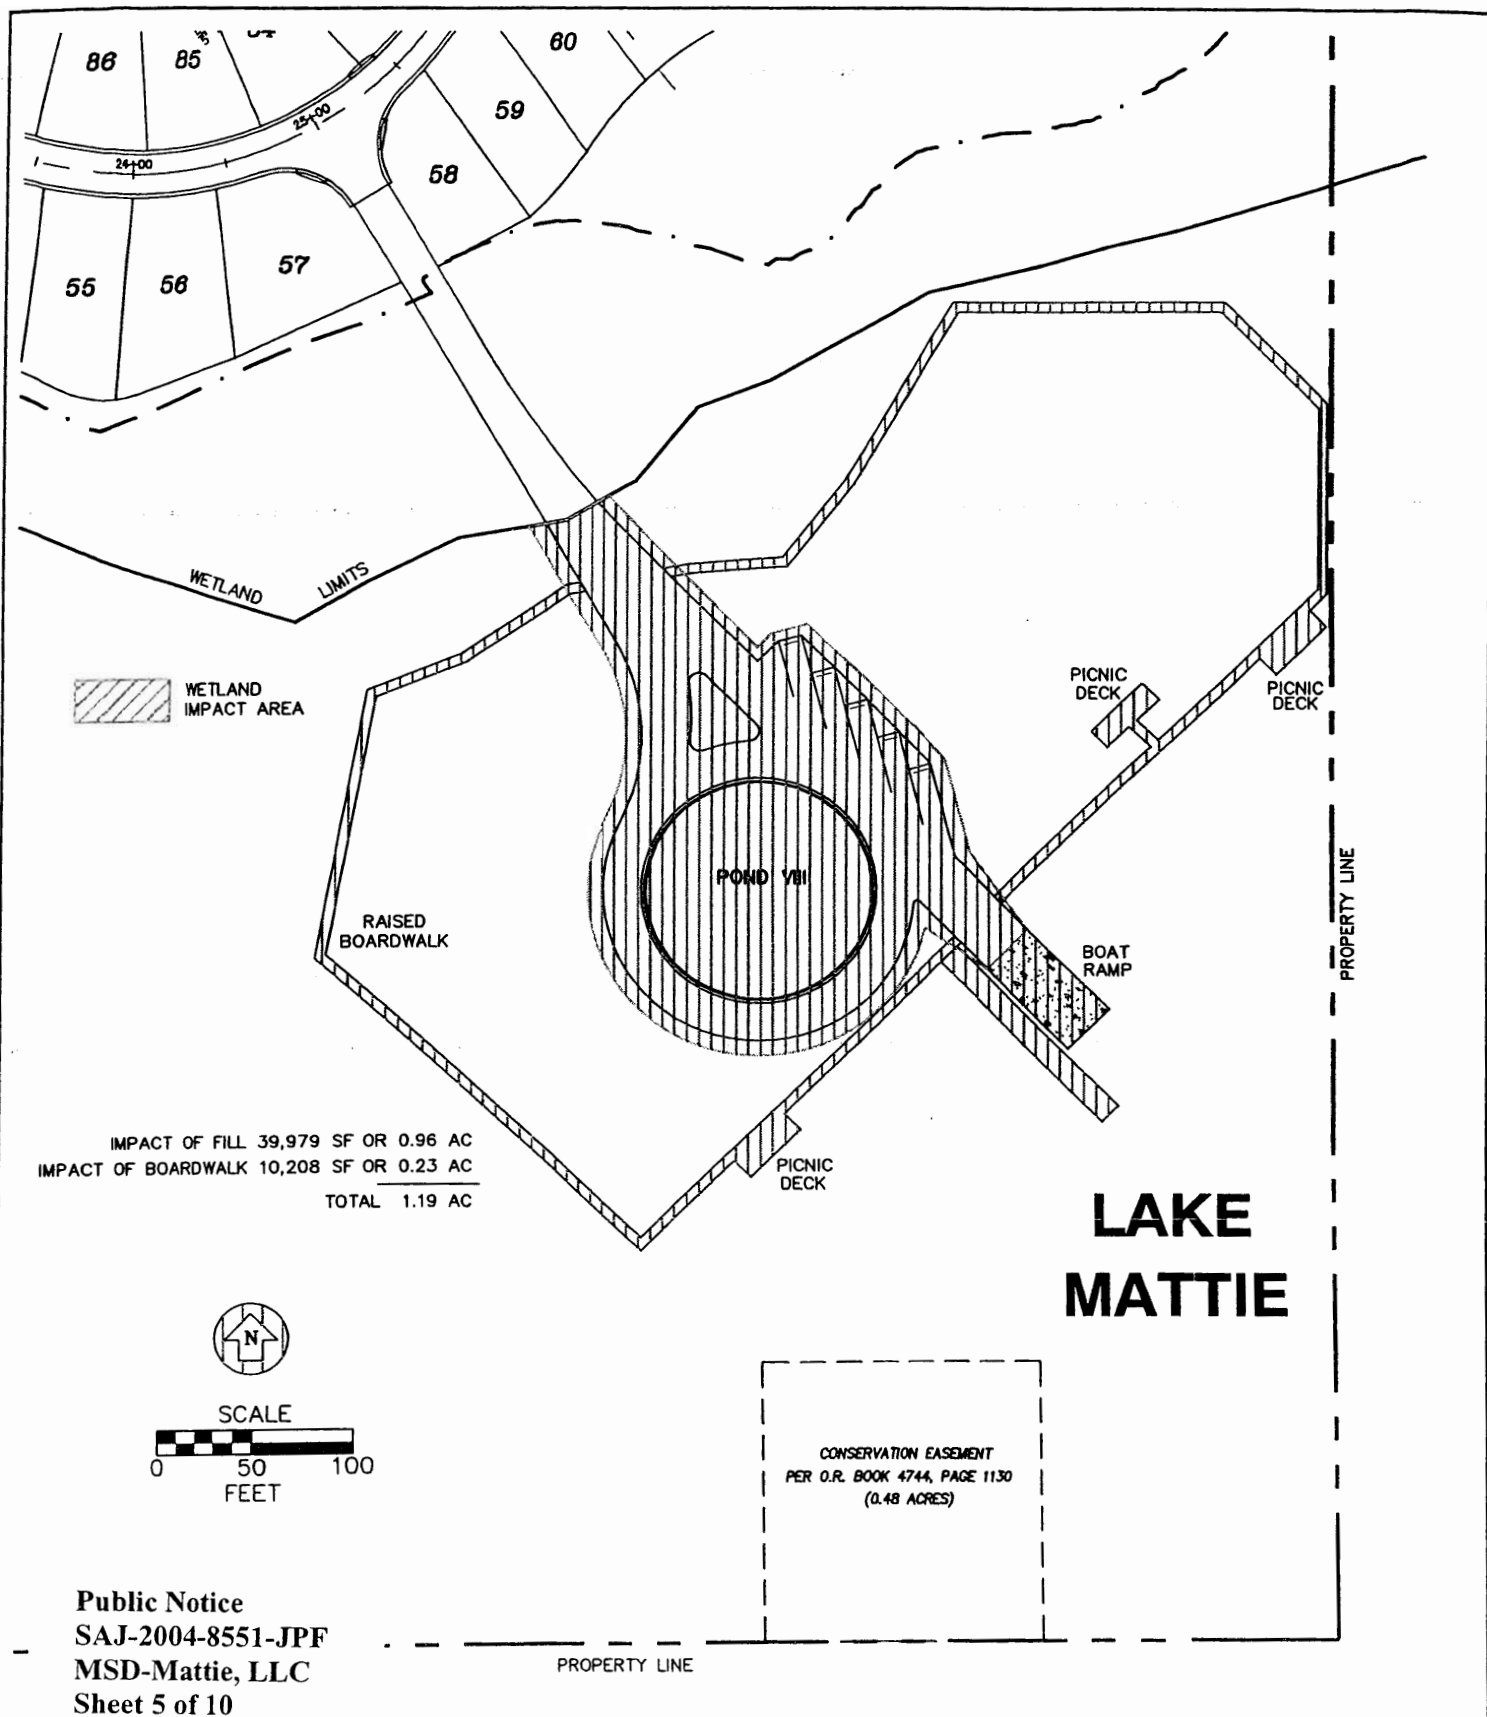 86
85
60
59
58
25+00
24+00
55
56
57
WETLAND LIMITS
WETLAND
IMPACT AREA
PICNIC
DECK
PICNIC
DECK
POND VIII
RAISED
BOARDWALK
BOAT
RAMP
PROPERTY LINE
IMPACT OF FILL 39,979 SF OR 0.96 AC
IMPACT OF BOARDWALK 10,208 SF OR 0.23 AC
TOTAL 1.19 AC
PICNIC
DECK
LAKE
MATTIE
N
SCALE
0 50 100
FEET
CONSERVATION EASEMENT
PER O.R. BOOK 4744, PAGE 1130
(0.48 ACRES)
Public Notice
SAJ-2004-8551-JPF
MSD-Mattie, LLC
Sheet 5 of 10
PROPERTY LINE